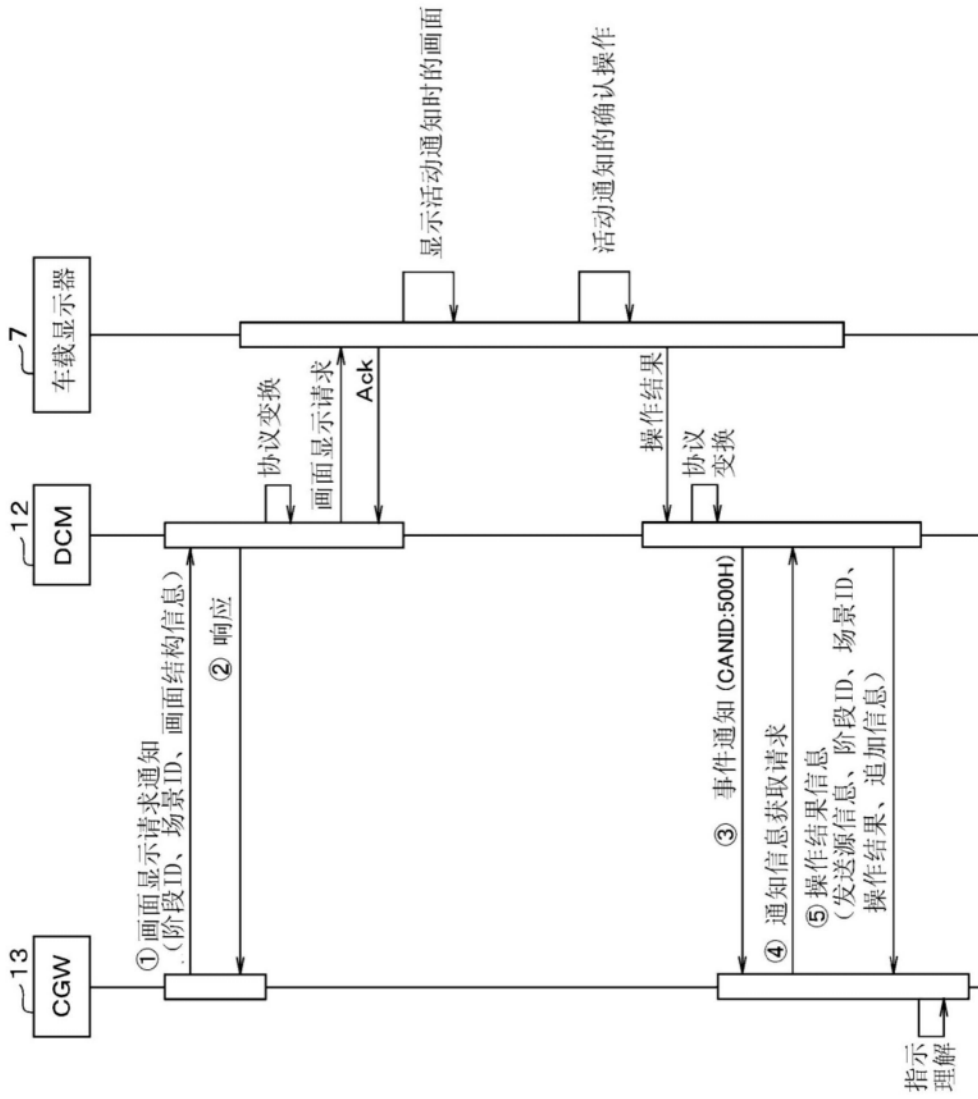 13
CGW
12
DCM
7
车载显示器
①画面显示请求通知
(阶段ID、场景ID、画面结构信息)
② 响应
协议变换
画面显示请求
Ack
显示活动通知时的画面
活动通知的确认操作
操作结果
协议
变换
③ 事件通知(CANID:500H)
④ 通知信息获取请求
⑤操作结果信息
(发送源信息、阶段ID、场景ID、
操作结果、追加信息)
指示
理解